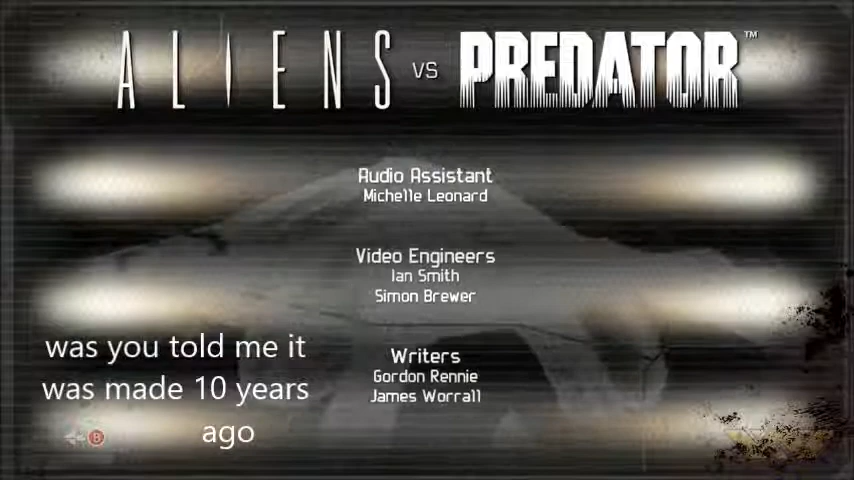 ALIENS VS PREDATOR™
Audio Assistant
Michelle Leonard
Video Engineers
Ian Smith
Simon Brewer
Writers
Gordon Rennie
James Worrall
was you told me it
was made 10 years
ago
B